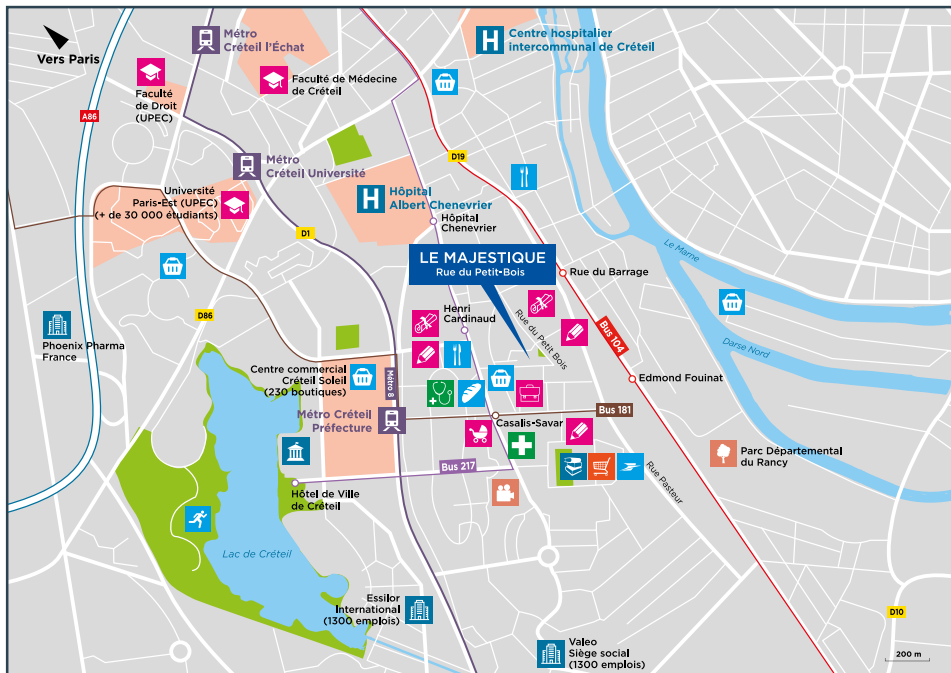 Vers Paris
Métro
Créteil l'Échat
H
Centre hospitalier
intercommunal de Créteil
Faculté de Médecine
de Créteil
Faculté
de Droit
(UPEC)
A86
D19
Métro
Créteil Université
Université
Paris-Est (UPEC)
(+ de 30 000 étudiants)
H
Hôpital
Albert Chenevrier
Hôpital
Chenevrier
D1
La Marne
LE MAJESTIQUE
Rue du Petit-Bois
Rue du Barrage
D86
Henri
Cardinaud
Rue du Petit Bois
Bus 104
Darse Nord
Phoenix Pharma
France
Centre commercial
Créteil Soleil
(230 boutiques)
Métro 8
Edmond Fouinat
Métro Créteil
Préfecture
Bus 181
Casalis-Savar
Parc Départemental
du Rancy
Bus 217
Rue Pasteur
Hôtel de Ville
de Créteil
Lac de Créteil
Essilor
International
(1300 emplois)
D10
Valeo
Siège social
(1300 emplois)
200 m